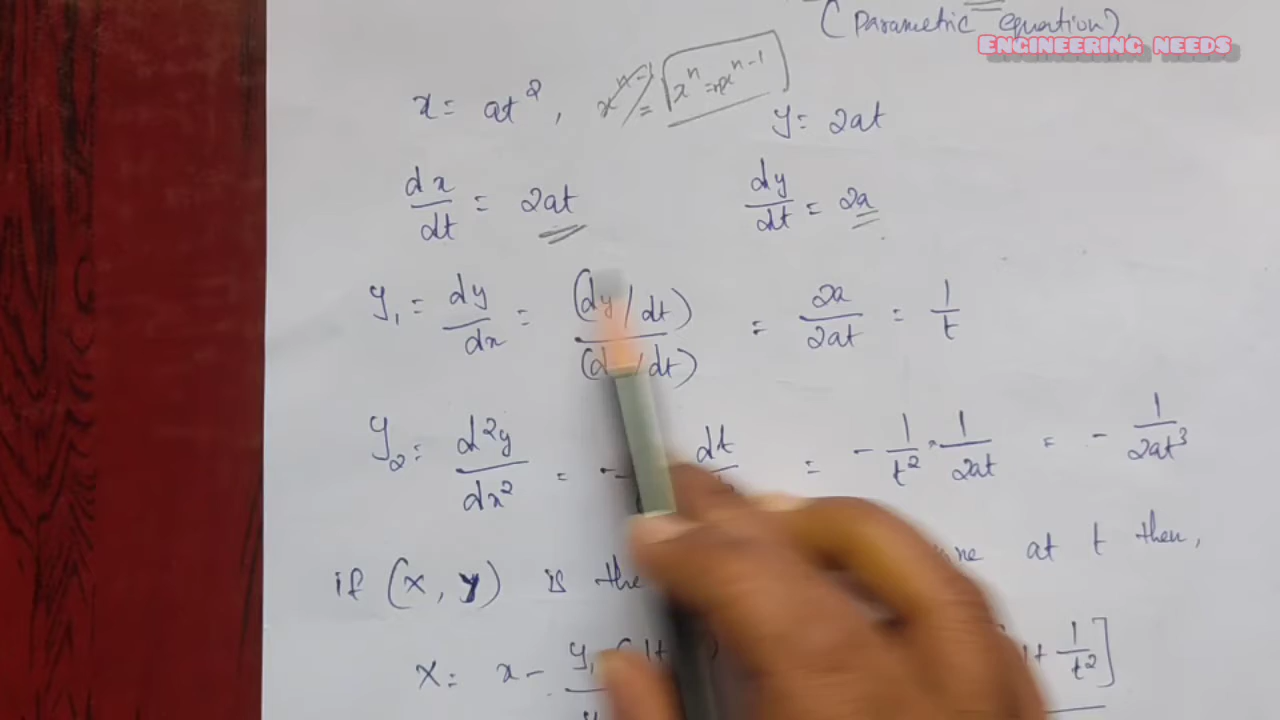 (Parametric equation).
ENGINEERING NEEDS
x = at², xⁿ⁻¹ = xⁿ = nxⁿ⁻¹ y = 2at
dx/dt = 2at dy/dt = 2a
y₁ = dy/dx = (dy/dt)/(d /dt) = 2a/2at = 1/t
y₂ = d²y/dx² = - dt = -1/t² · 1/2at = -1/2at³
if (x, y) is the at t then,
X = x - y₁ (1+ ) + 1/t²]